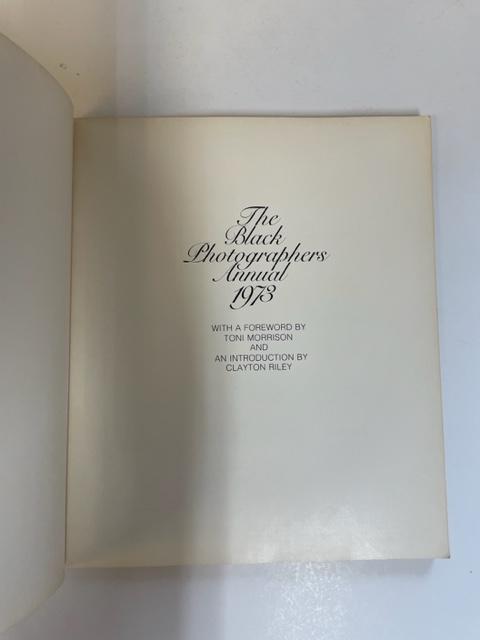 The
Black
Photographers
Annual
1973
WITH A FOREWORD BY
TONI MORRISON
AND
AN INTRODUCTION BY
CLAYTON RILEY